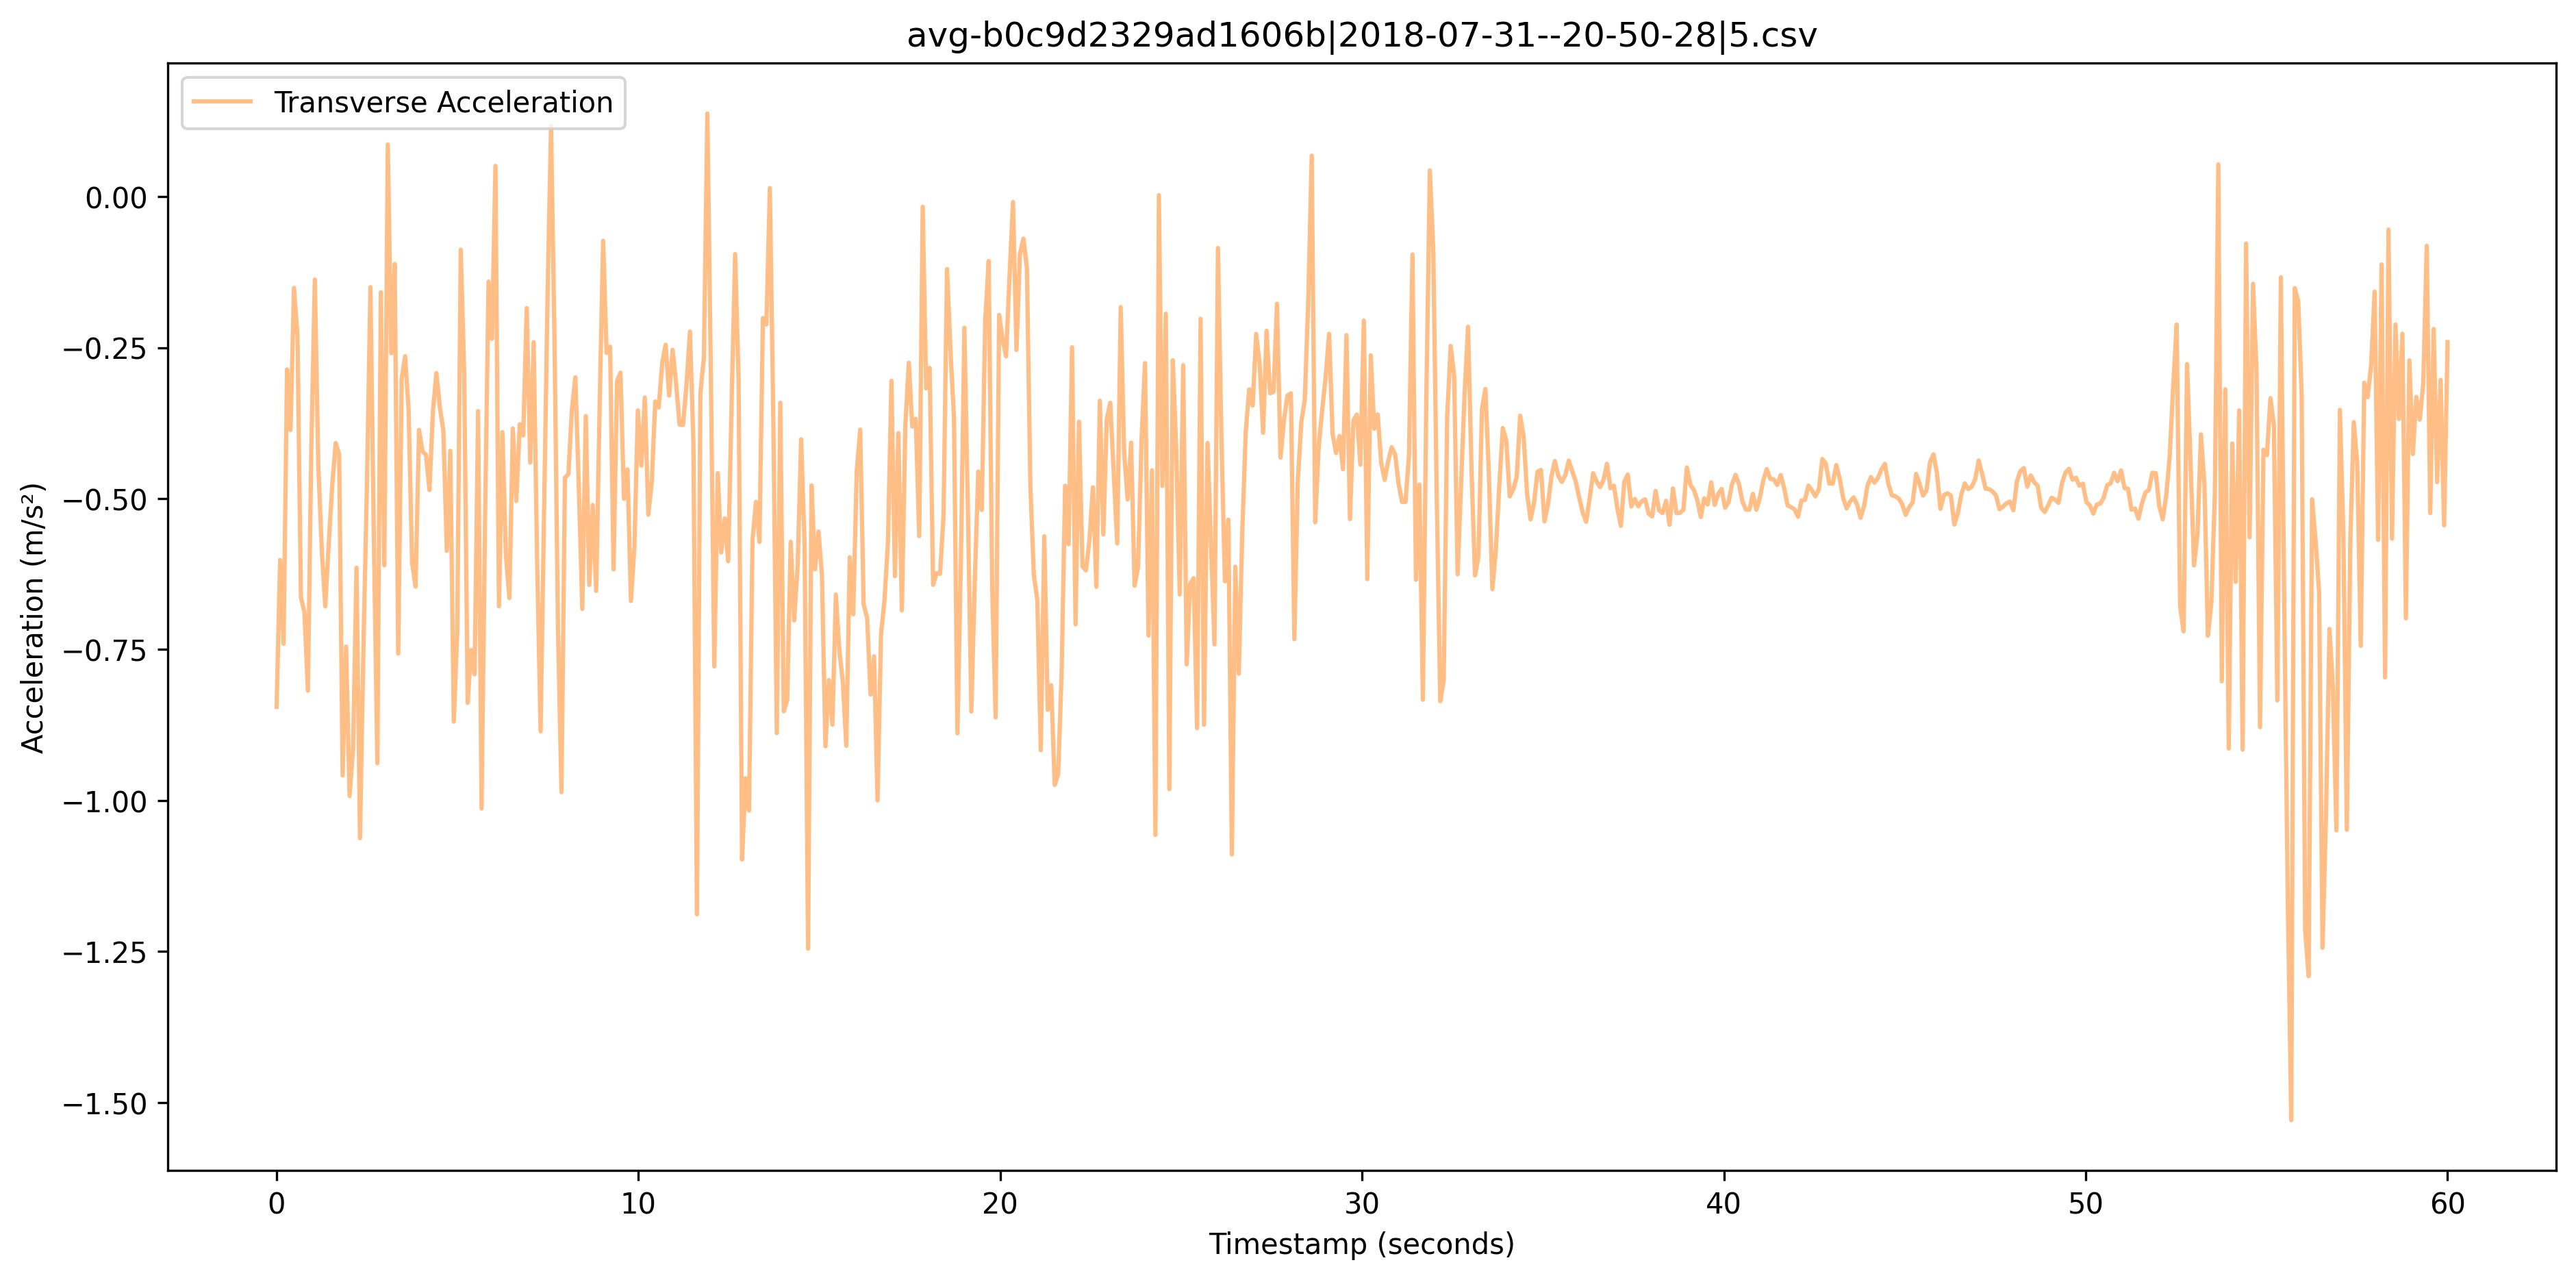 avg-b0c9d2329ad1606b|2018-07-31--20-50-28|5.csv
Transverse Acceleration
Acceleration (m/s²)
0.00
−0.25
−0.50
−0.75
−1.00
−1.25
−1.50
0 10 20 30 40 50 60
Timestamp (seconds)